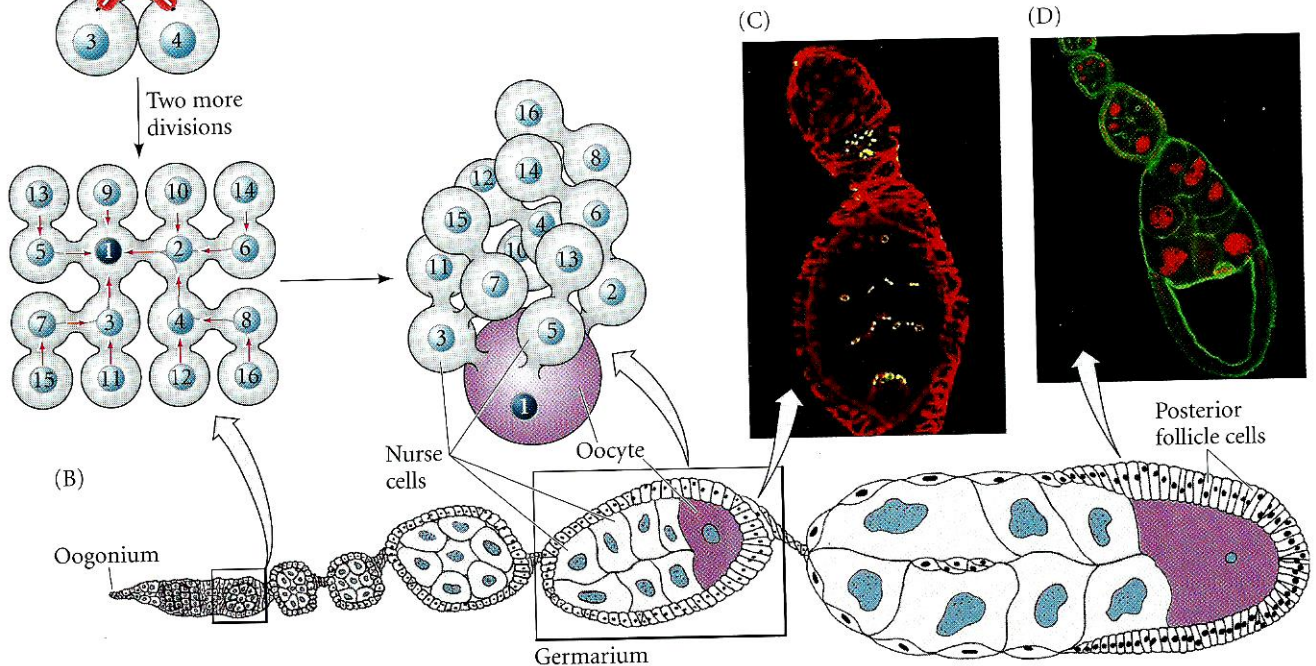 (C)
(D)
3 4
Two more
divisions
13 9 10 14
5 1 2 6
7 3 4 8
15 11 12 16
16
8
14
12
6
15
4
10
13
11
7
2
3
5
1
Nurse
cells
Oocyte
Posterior
follicle cells
(B)
Oogonium
Germarium